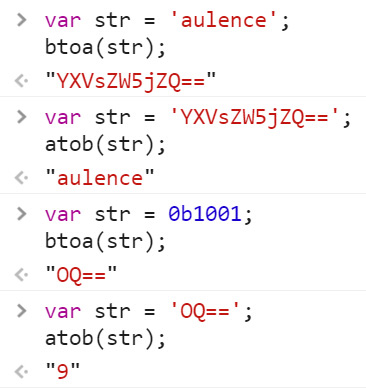 > var str = 'aulence';
btoa(str);
<· "YXVsZW5jZQ=="
> var str = 'YXVsZW5jZQ==';
atob(str);
<· "aulence"
> var str = 0b1001;
btoa(str);
<· "OQ=="
> var str = 'OQ==';
atob(str);
<· "9"